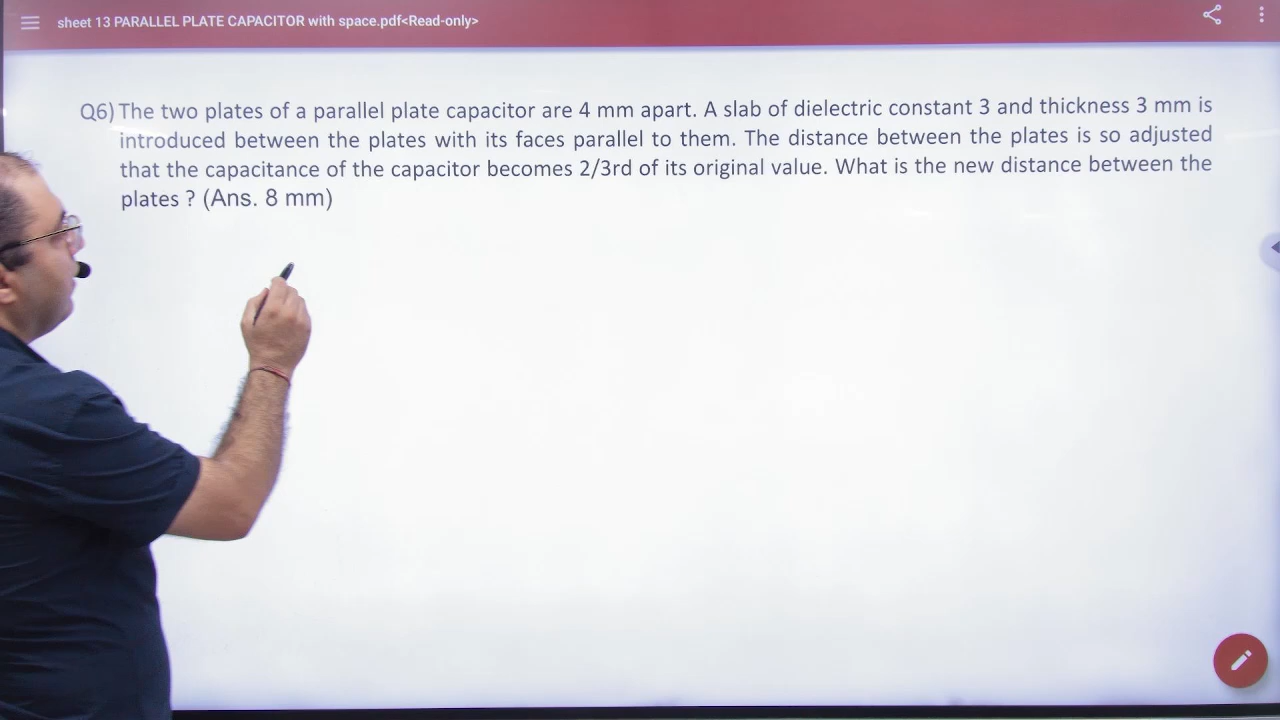 sheet 13 PARALLEL PLATE CAPACITOR with space.pdf<Read-only>
Q6) The two plates of a parallel plate capacitor are 4 mm apart. A slab of dielectric constant 3 and thickness 3 mm is
introduced between the plates with its faces parallel to them. The distance between the plates is so adjusted
that the capacitance of the capacitor becomes 2/3rd of its original value. What is the new distance between the
plates ? (Ans. 8 mm)